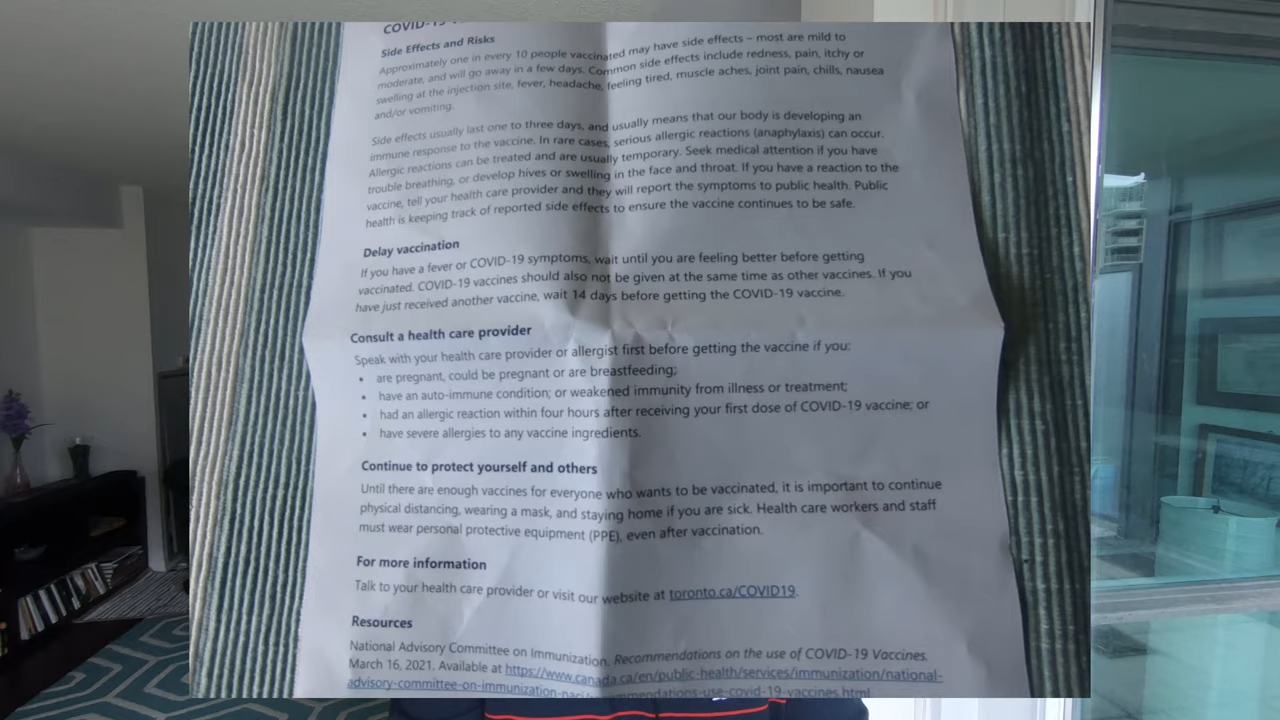 COVID-19
Side Effects and Risks
Approximately one in every 10 people vaccinated may have side effects – most are mild to
moderate, and will go away in a few days. Common side effects include redness, pain, itchy or
swelling at the injection site, fever, headache, feeling tired, muscle aches, joint pain, chills, nausea
and/or vomiting.
Side effects usually last one to three days, and usually means that our body is developing an
immune response to the vaccine. In rare cases, serious allergic reactions (anaphylaxis) can occur.
Allergic reactions can be treated and are usually temporary. Seek medical attention if you have
trouble breathing, or develop hives or swelling in the face and throat. If you have a reaction to the
vaccine, tell your health care provider and they will report the symptoms to public health. Public
health is keeping track of reported side effects to ensure the vaccine continues to be safe.
Delay vaccination
If you have a fever or COVID-19 symptoms, wait until you are feeling better before getting
vaccinated. COVID-19 vaccines should also not be given at the same time as other vaccines. If you
have just received another vaccine, wait 14 days before getting the COVID-19 vaccine.
Consult a health care provider
Speak with your health care provider or allergist first before getting the vaccine if you:
• are pregnant, could be pregnant or are breastfeeding;
• have an auto-immune condition; or weakened immunity from illness or treatment;
• had an allergic reaction within four hours after receiving your first dose of COVID-19 vaccine; or
• have severe allergies to any vaccine ingredients.
Continue to protect yourself and others
Until there are enough vaccines for everyone who wants to be vaccinated, it is important to continue
physical distancing, wearing a mask, and staying home if you are sick. Health care workers and staff
must wear personal protective equipment (PPE), even after vaccination.
For more information
Talk to your health care provider or visit our website at toronto.ca/COVID19.
Resources
National Advisory Committee on Immunization. Recommendations on the use of COVID-19 Vaccines.
March 16, 2021. Available at https://www.canada.ca/en/public-health/services/immunization/national-
advisory-committee-on-immunization-naci/ mmendations-use-covid-19-vaccines.html